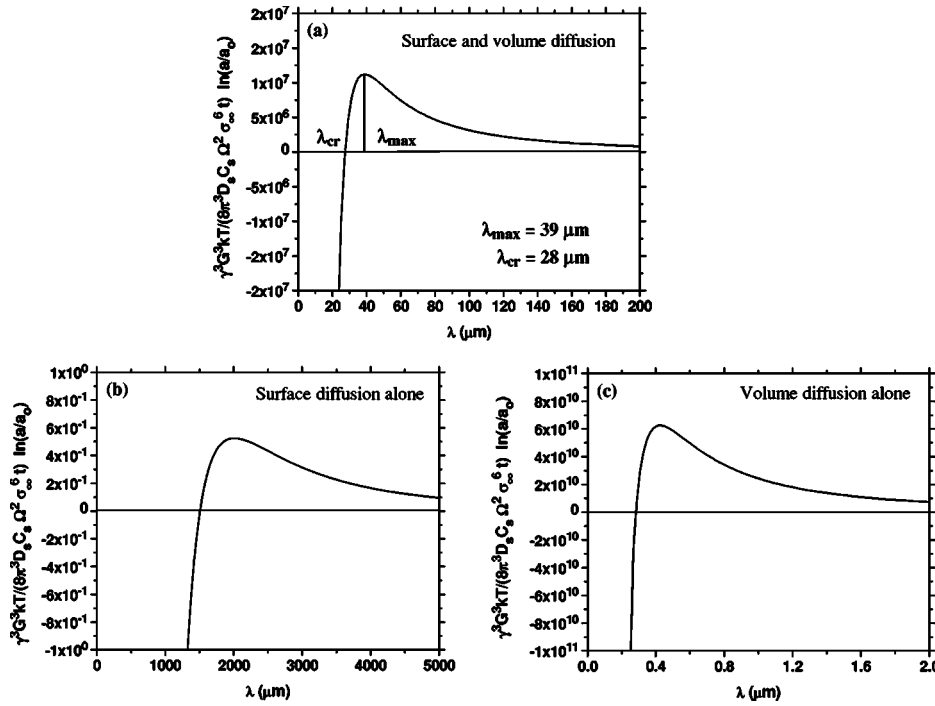 (a)
Surface and volume diffusion
γ³G³kT/(8π³DₛCₛ Ω² σ∞⁶ t) ln(a/a₀)
2x10⁷
2x10⁷
1x10⁷
5x10⁶
0
-5x10⁶
-1x10⁷
-2x10⁷
-2x10⁷
λcr
λmax
λmax = 39 μm
λcr = 28 μm
0 20 40 60 80 100 120 140 160 180 200
λ (μm)
(b)
Surface diffusion alone
γ³G³kT/(8π³DₛCₛ Ω² σ∞⁶ t) ln(a/a₀)
1x10⁰
8x10⁻¹
6x10⁻¹
4x10⁻¹
2x10⁻¹
0
-2x10⁻¹
-4x10⁻¹
-6x10⁻¹
-8x10⁻¹
-1x10⁰
0 1000 2000 3000 4000 5000
λ (μm)
(c)
Volume diffusion alone
γ³G³kT/(8π³DₛCₛ Ω² σ∞⁶ t) ln(a/a₀)
1x10¹¹
8x10¹⁰
6x10¹⁰
4x10¹⁰
2x10¹⁰
0
-2x10¹⁰
-4x10¹⁰
-6x10¹⁰
-8x10¹⁰
-1x10¹¹
0.0 0.4 0.8 1.2 1.6 2.0
λ (μm)